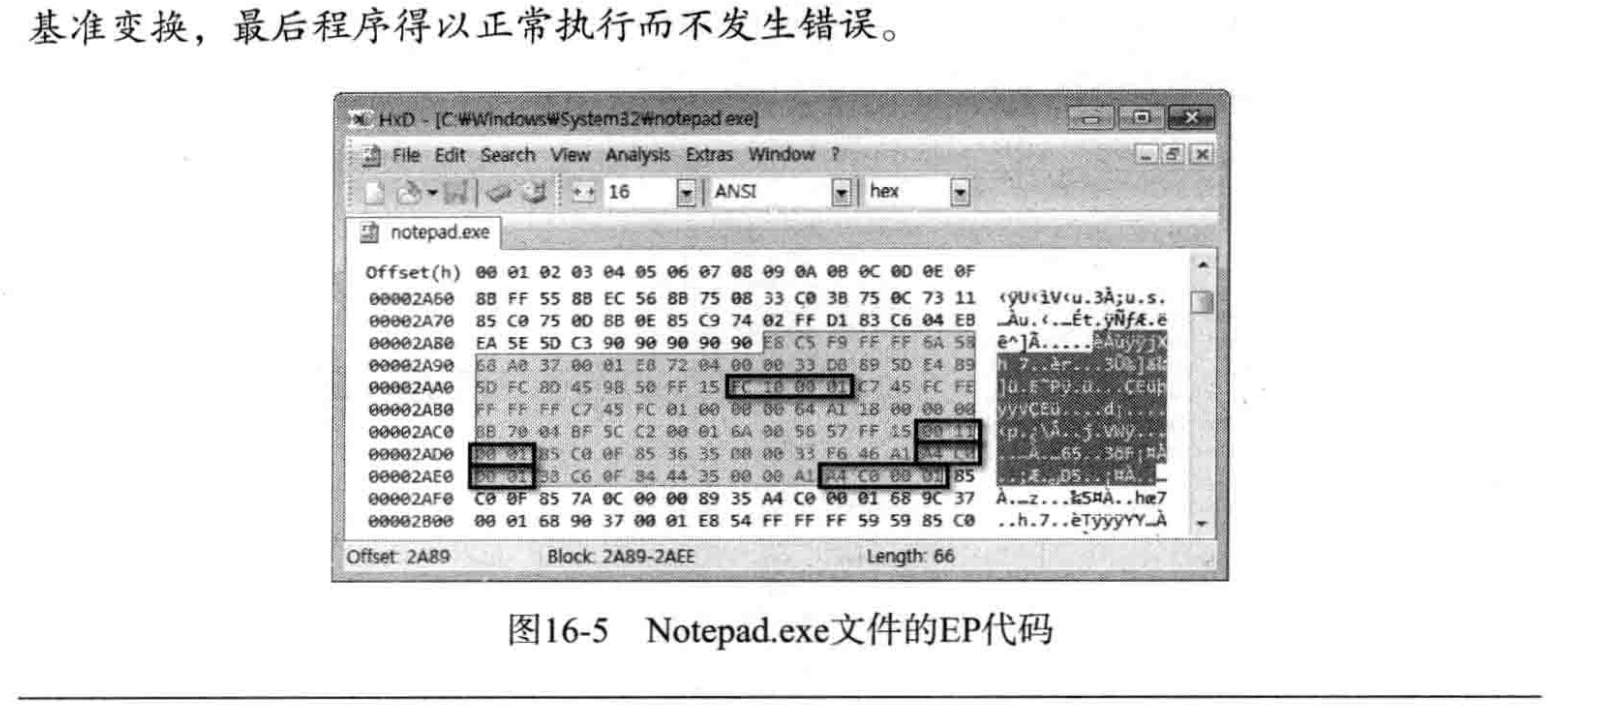 基准变换，最后程序得以正常执行而不发生错误。
HxD - [C:₩Windows₩System32₩notepad.exe]
File Edit Search View Analysis Extras Window ?
16 ANSI hex
notepad.exe
Offset(h) 00 01 02 03 04 05 06 07 08 09 0A 0B 0C 0D 0E 0F
00002A60 8B FF 55 8B EC 56 8B 75 08 33 C0 3B 75 0C 73 11 ‹ÿU‹ìV‹u.3À;u.s.
00002A70 85 C0 75 0D 8B 0E 85 C9 74 02 FF D1 83 C6 04 EB …Àu.‹.…Ét.ÿÑƒÆ.ë
00002A80 EA 5E 5D C3 90 90 90 90 90 E8 C5 F9 FF FF 6A 58 ê^]Ã.....èÅùÿÿjX
00002A90 68 A0 37 00 01 E8 72 04 00 00 33 DB 89 5D E4 89
00002AA0 5D FC 8D 45 98 50 FF 15 FC 10 00 01 C7 45 FC FE
00002AB0 FF FF FF C7 45 FC 01 00 00 00 64 A1 18 00 00 00
00002AC0 8B 70 04 BF 5C C2 00 01 6A 00 56 57 FF 15 00 11
00002AD0 00 01 85 C0 0F 85 36 35 00 00 33 F6 46 A1 A4 C0
00002AE0 00 01 3B C6 0F 84 44 35 00 00 A1 A4 C0 00 01 85
00002AF0 C0 0F 85 7A 0C 00 00 89 35 A4 C0 00 01 68 9C 37 À.…z...‰5¤À..hœ7
00002B00 00 01 68 90 37 00 01 E8 54 FF FF FF 59 59 85 C0 ..h.7..èTÿÿÿYY…À
Offset: 2A89 Block: 2A89-2AEE Length: 66
图16-5 Notepad.exe文件的EP代码